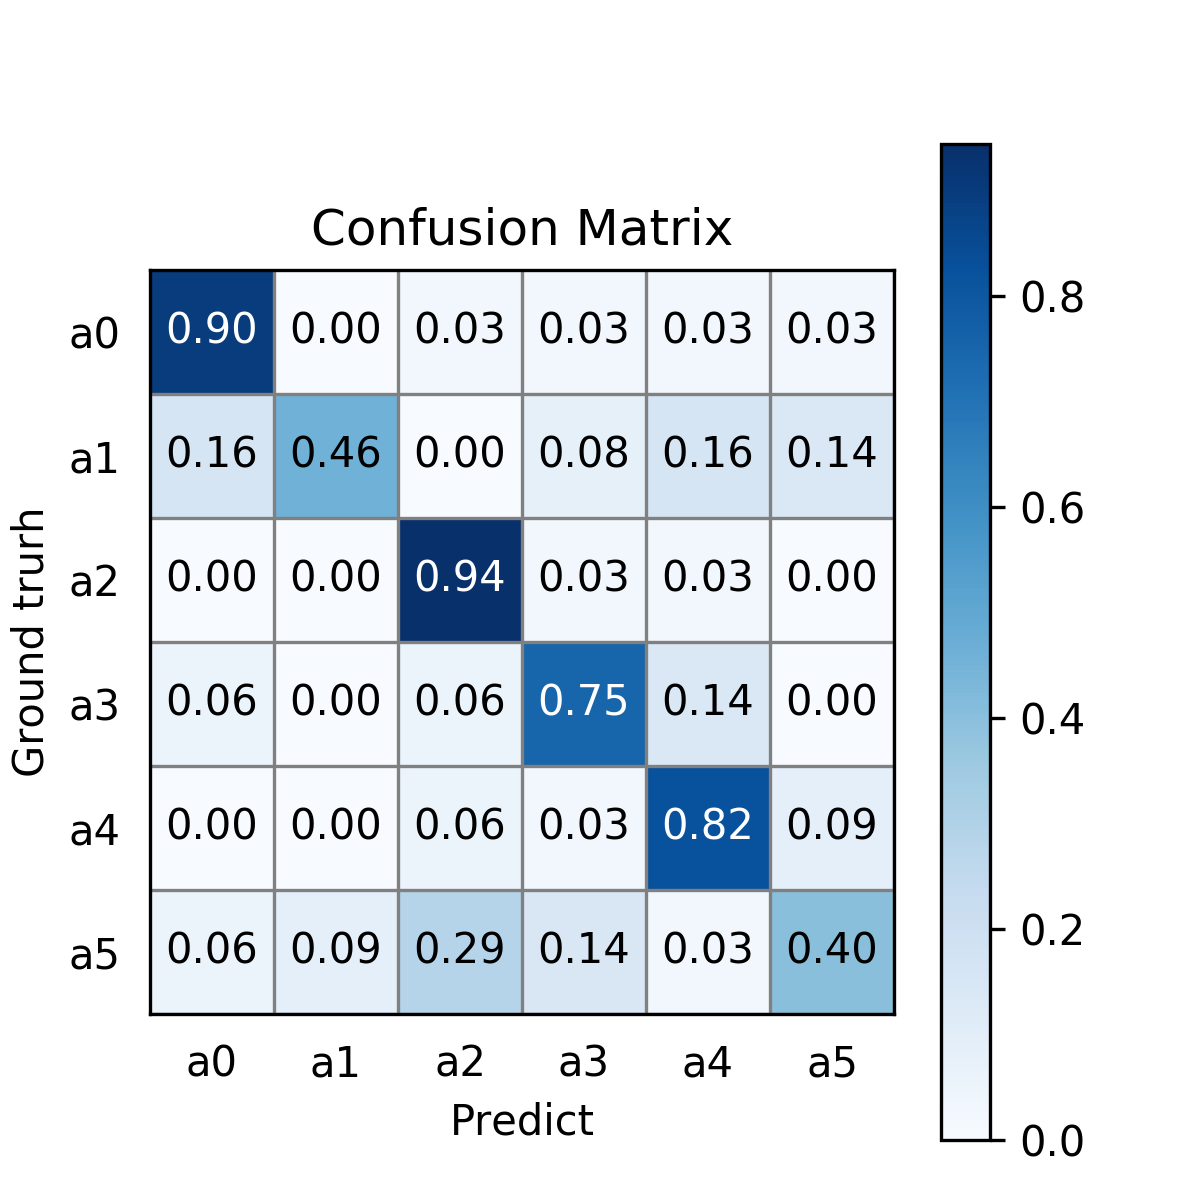 Confusion Matrix
a0 0.90 0.00 0.03 0.03 0.03 0.03
a1 0.16 0.46 0.00 0.08 0.16 0.14
a2 0.00 0.00 0.94 0.03 0.03 0.00
a3 0.06 0.00 0.06 0.75 0.14 0.00
a4 0.00 0.00 0.06 0.03 0.82 0.09
a5 0.06 0.09 0.29 0.14 0.03 0.40
a0 a1 a2 a3 a4 a5
Predict
Ground trurh
0.8
0.6
0.4
0.2
0.0